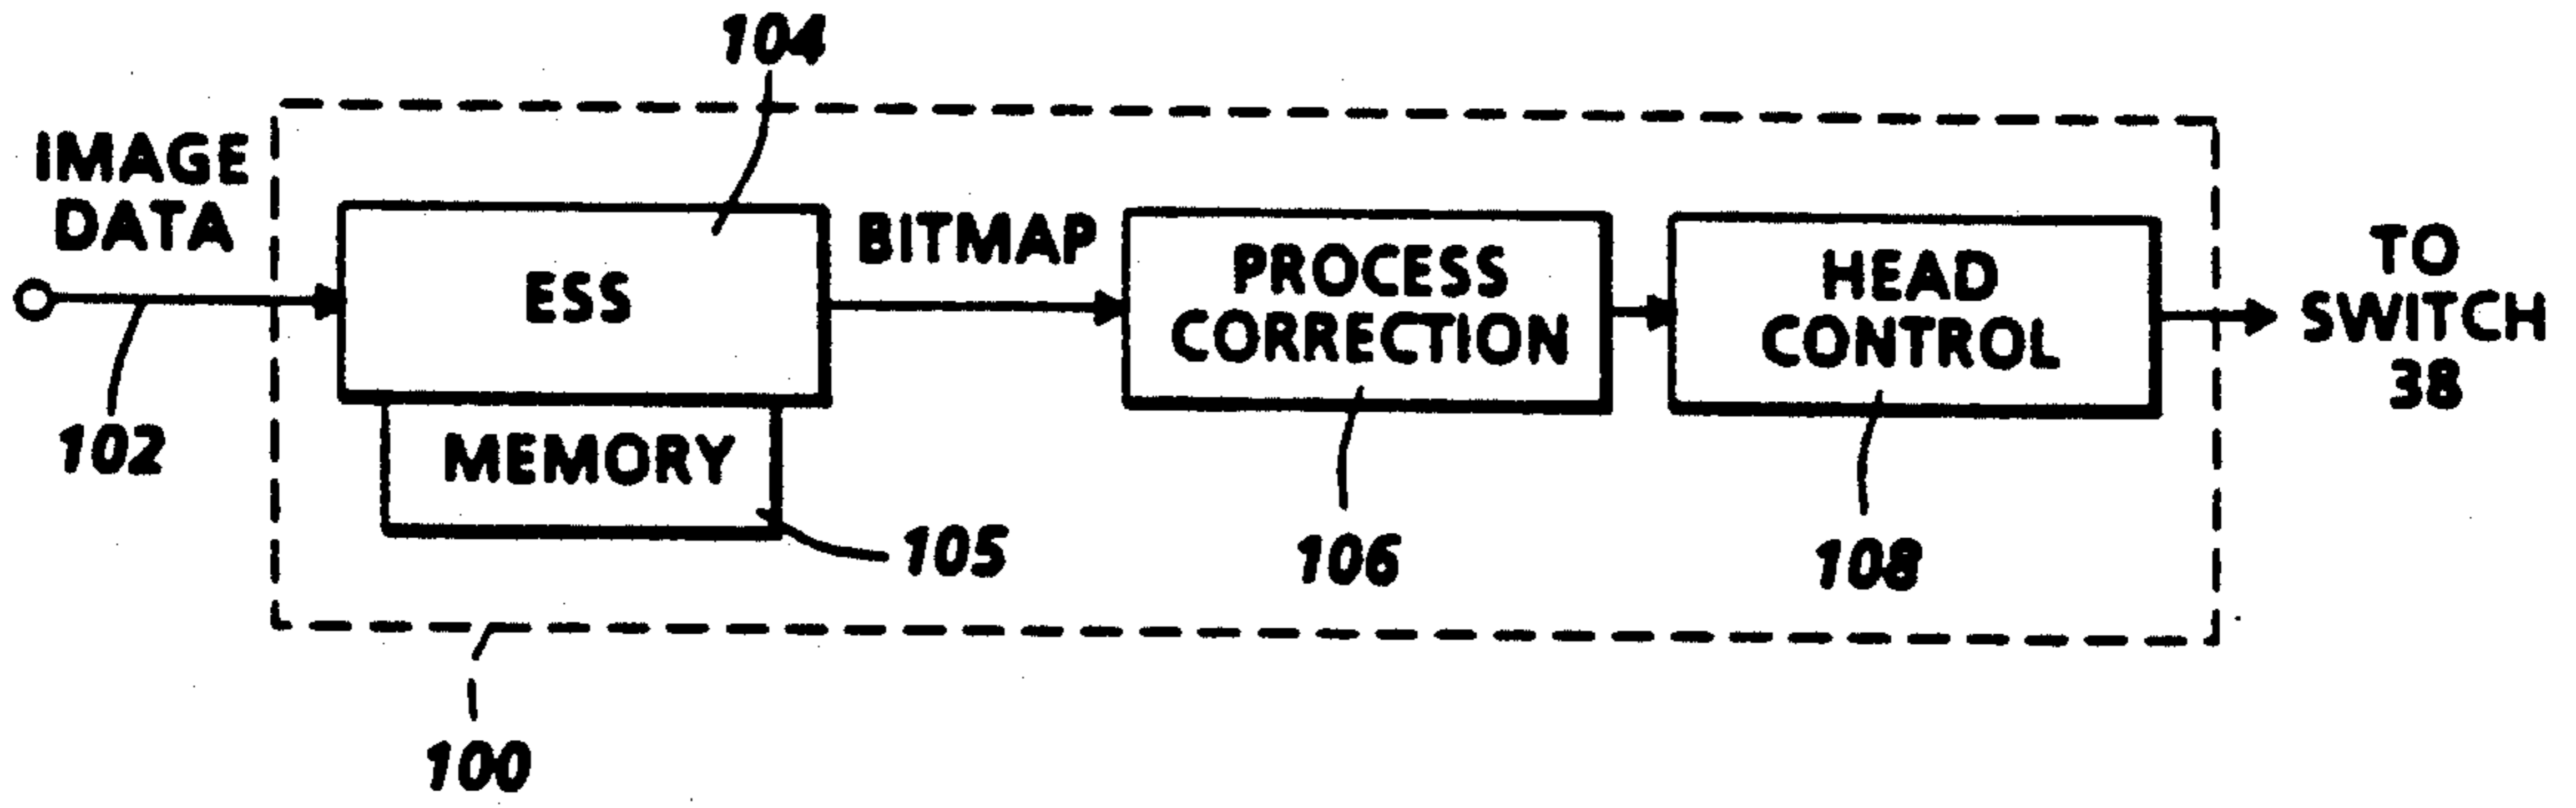 104
IMAGE
DATA
102
ESS
MEMORY
105
BITMAP
PROCESS
CORRECTION
106
HEAD
CONTROL
108
TO
SWITCH
38
100